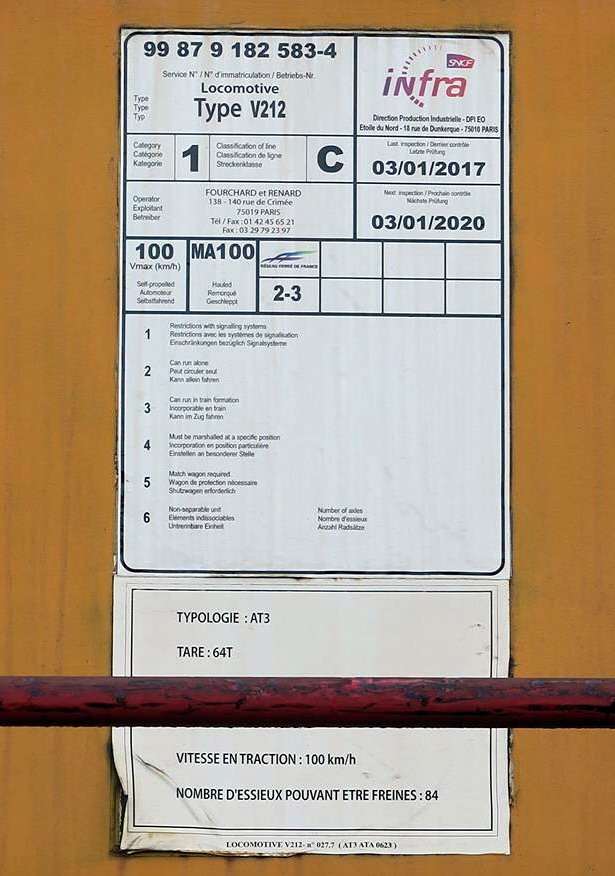 99 87 9 182 583-4
Service N° / N° d'immatriculation / Betriebs-Nr.
Type
Type
Typ
Locomotive
Type V212
SNCF
infra
Direction Production Industrielle - DPI EO
Etoile du Nord - 18 rue de Dunkerque - 75010 PARIS
Category
Catégorie
Kategorie
1
Classification of line
Classification de ligne
Streckenklasse
C
Last inspection / Dernier contrôle
Letzte Prüfung
03/01/2017
Operator
Exploitant
Betreiber
FOURCHARD et RENARD
138 - 140 rue de Crimée
75019 PARIS
Tél / Fax : 01 42 45 65 21
Fax : 03 29 79 23 97
Next inspection / Prochain contrôle
Nächste Prüfung
03/01/2020
100
Vmax (km/h)
MA100
RÉSEAU FERRÉ DE FRANCE
Self-propelled
Automoteur
Selbstfahrend
Hauled
Remorqué
Geschleppt
2-3
1
Restrictions with signalling systems
Restrictions avec les systèmes de signalisation
Einschränkungen bezüglich Signalsysteme
2
Can run alone
Peut circuler seul
Kann allein fahren
3
Can run in train formation
Incorporable en train
Kann im Zug fahren
4
Must be marshalled at a specific position
Incorporation en position particulière
Einstellen an besonderer Stelle
5
Match wagon required
Wagon de protection nécessaire
Shutzwagen erforderlich
6
Non-separable unit
Eléments indissociables
Untrennbare Einheit
Number of axles
Nombre d'essieux
Anzahl Radsätze
TYPOLOGIE : AT3
TARE : 64T
VITESSE EN TRACTION : 100 km/h
NOMBRE D'ESSIEUX POUVANT ETRE FREINES : 84
LOCOMOTIVE V212- n° 027.7 ( AT3 ATA 0623 )